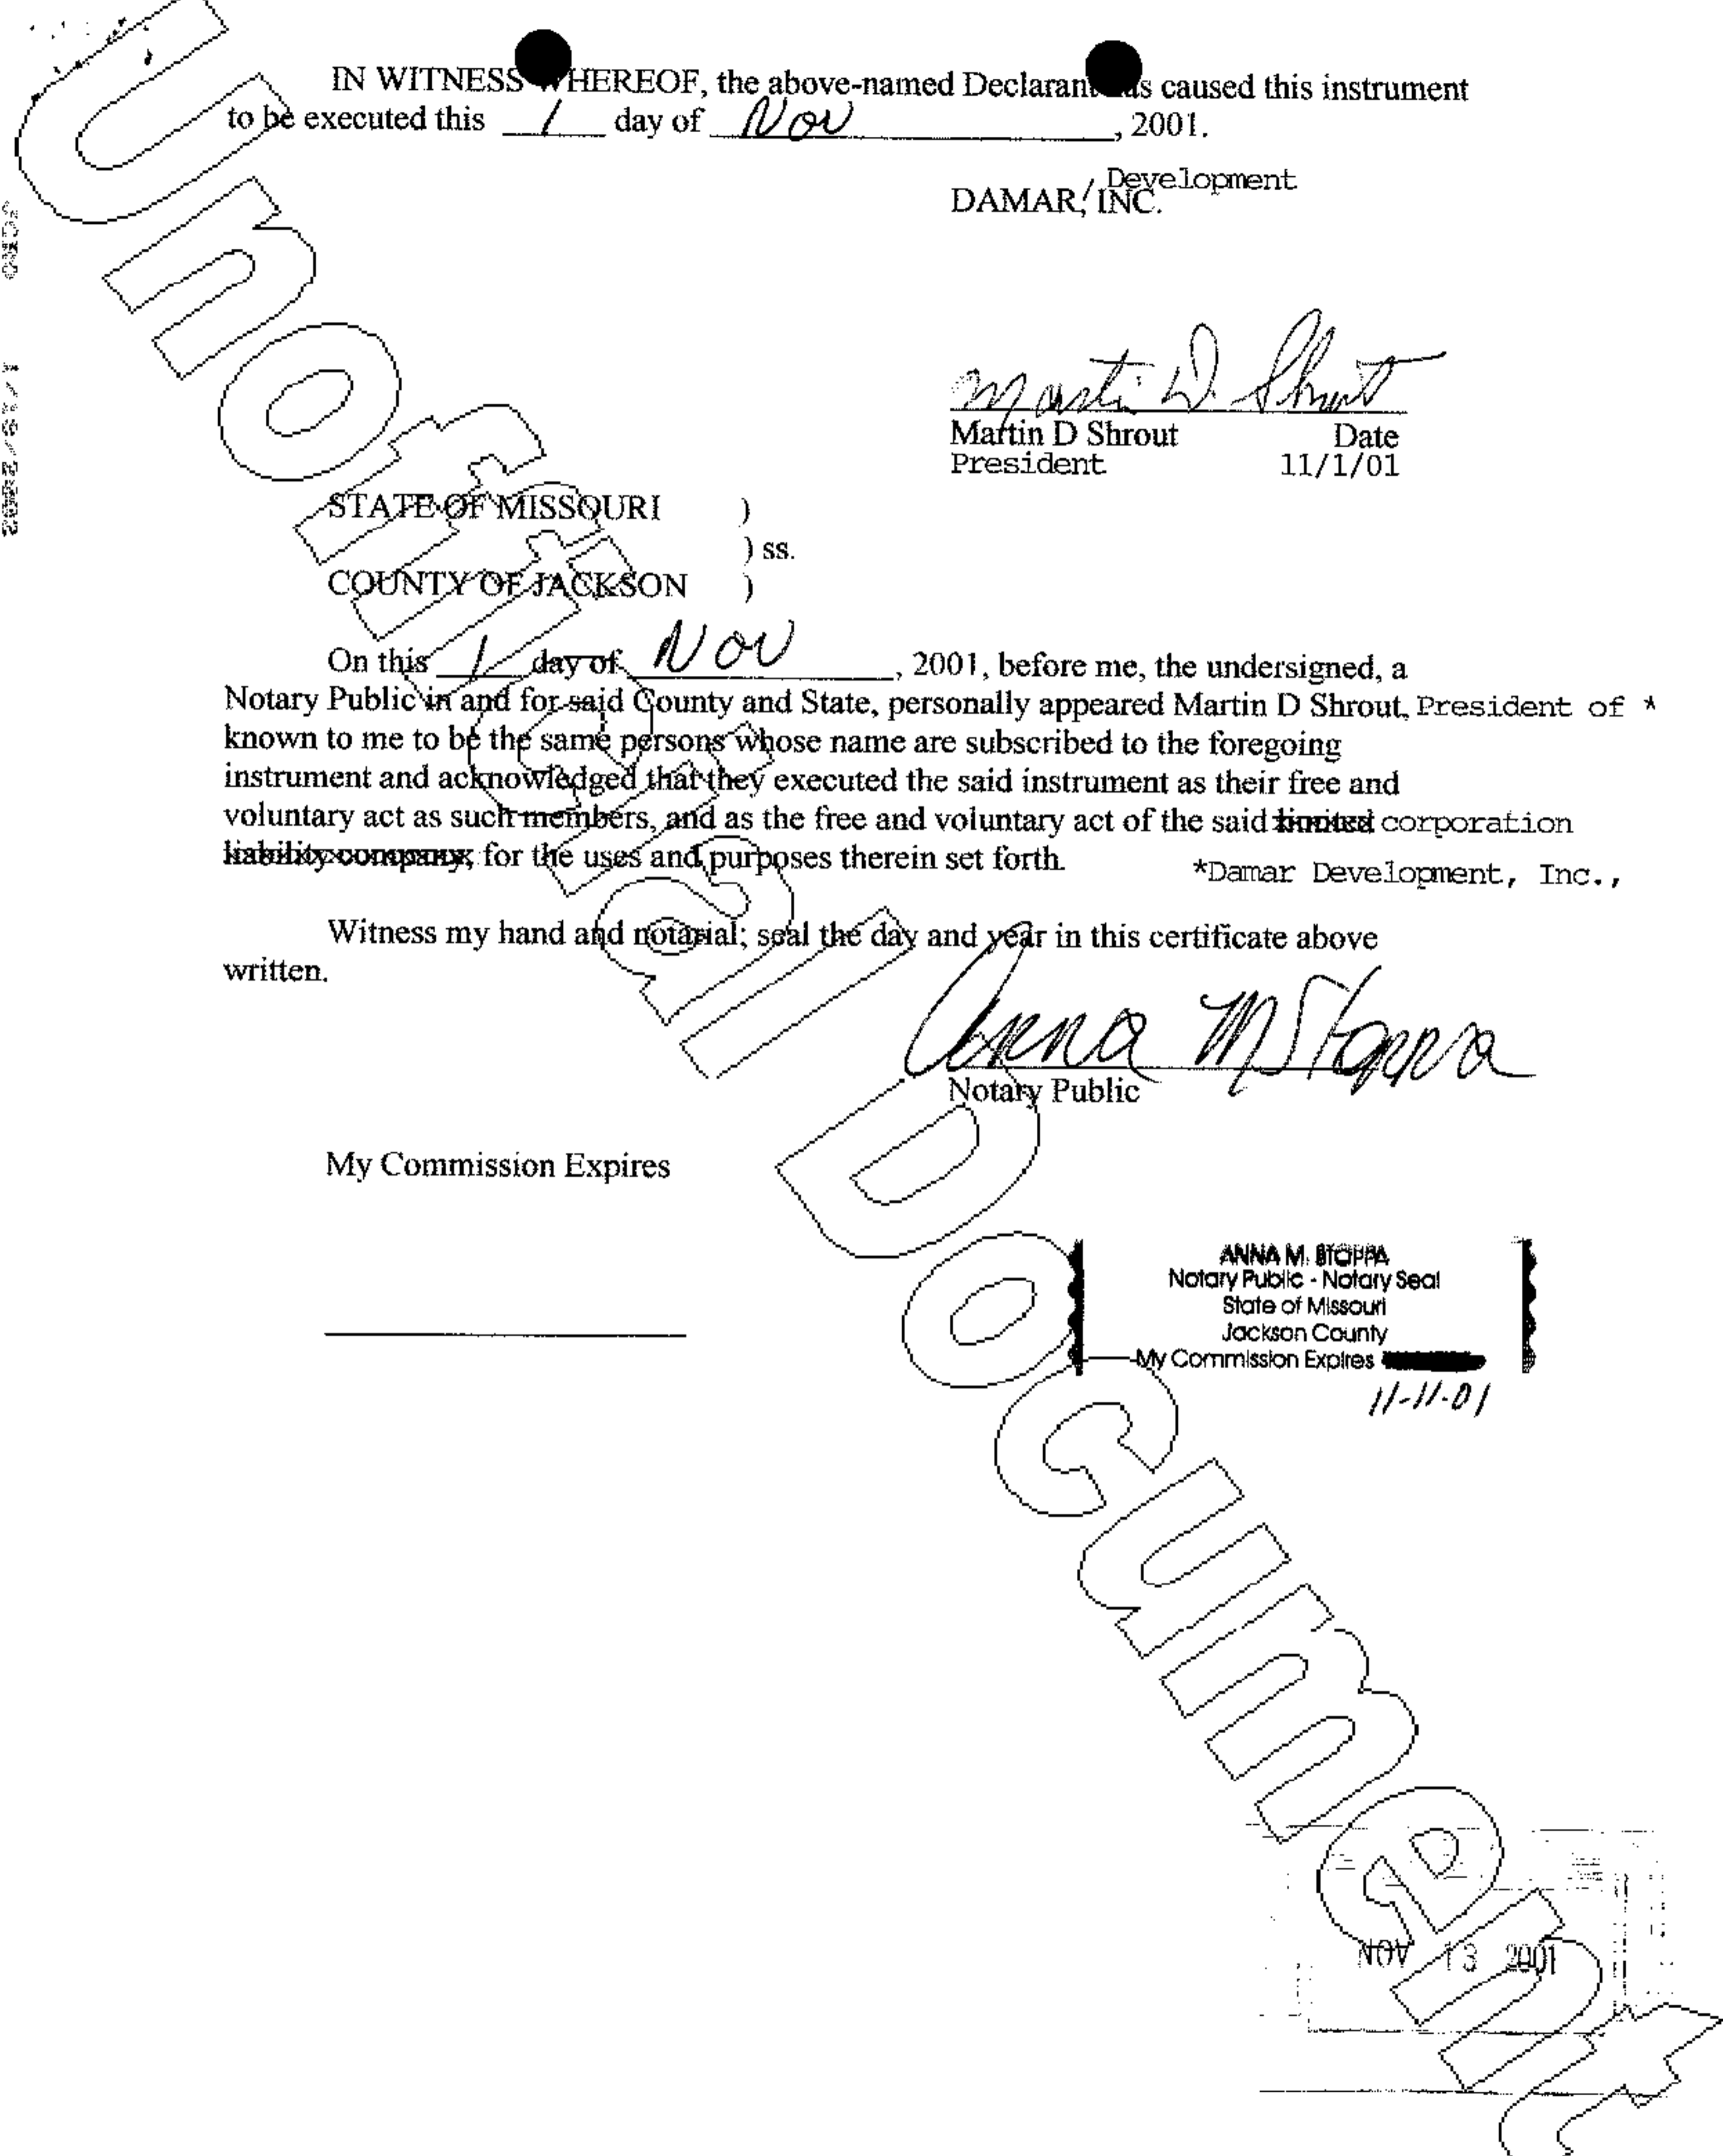 IN WITNESS WHEREOF, the above-named Declarant has caused this instrument
to be executed this 1 day of Nov, 2001.
Development
DAMAR, INC.
Martin D. Shrout
Martin D Shrout Date
President 11/1/01
STATE OF MISSOURI )
) ss.
COUNTY OF JACKSON )
On this 1 day of Nov, 2001, before me, the undersigned, a
Notary Public in and for said County and State, personally appeared Martin D Shrout, President of *
known to me to be the same persons whose name are subscribed to the foregoing
instrument and acknowledged that they executed the said instrument as their free and
voluntary act as such members, and as the free and voluntary act of the said limited corporation
liability company, for the uses and purposes therein set forth.
*Damar Development, Inc.,
Witness my hand and notarial; seal the day and year in this certificate above
written.
Anna M Stoppa
Notary Public
My Commission Expires
ANNA M. STOPPA
Notary Public - Notary Seal
State of Missouri
Jackson County
My Commission Expires
11-11-01
NOV 13 2001
Unofficial Document